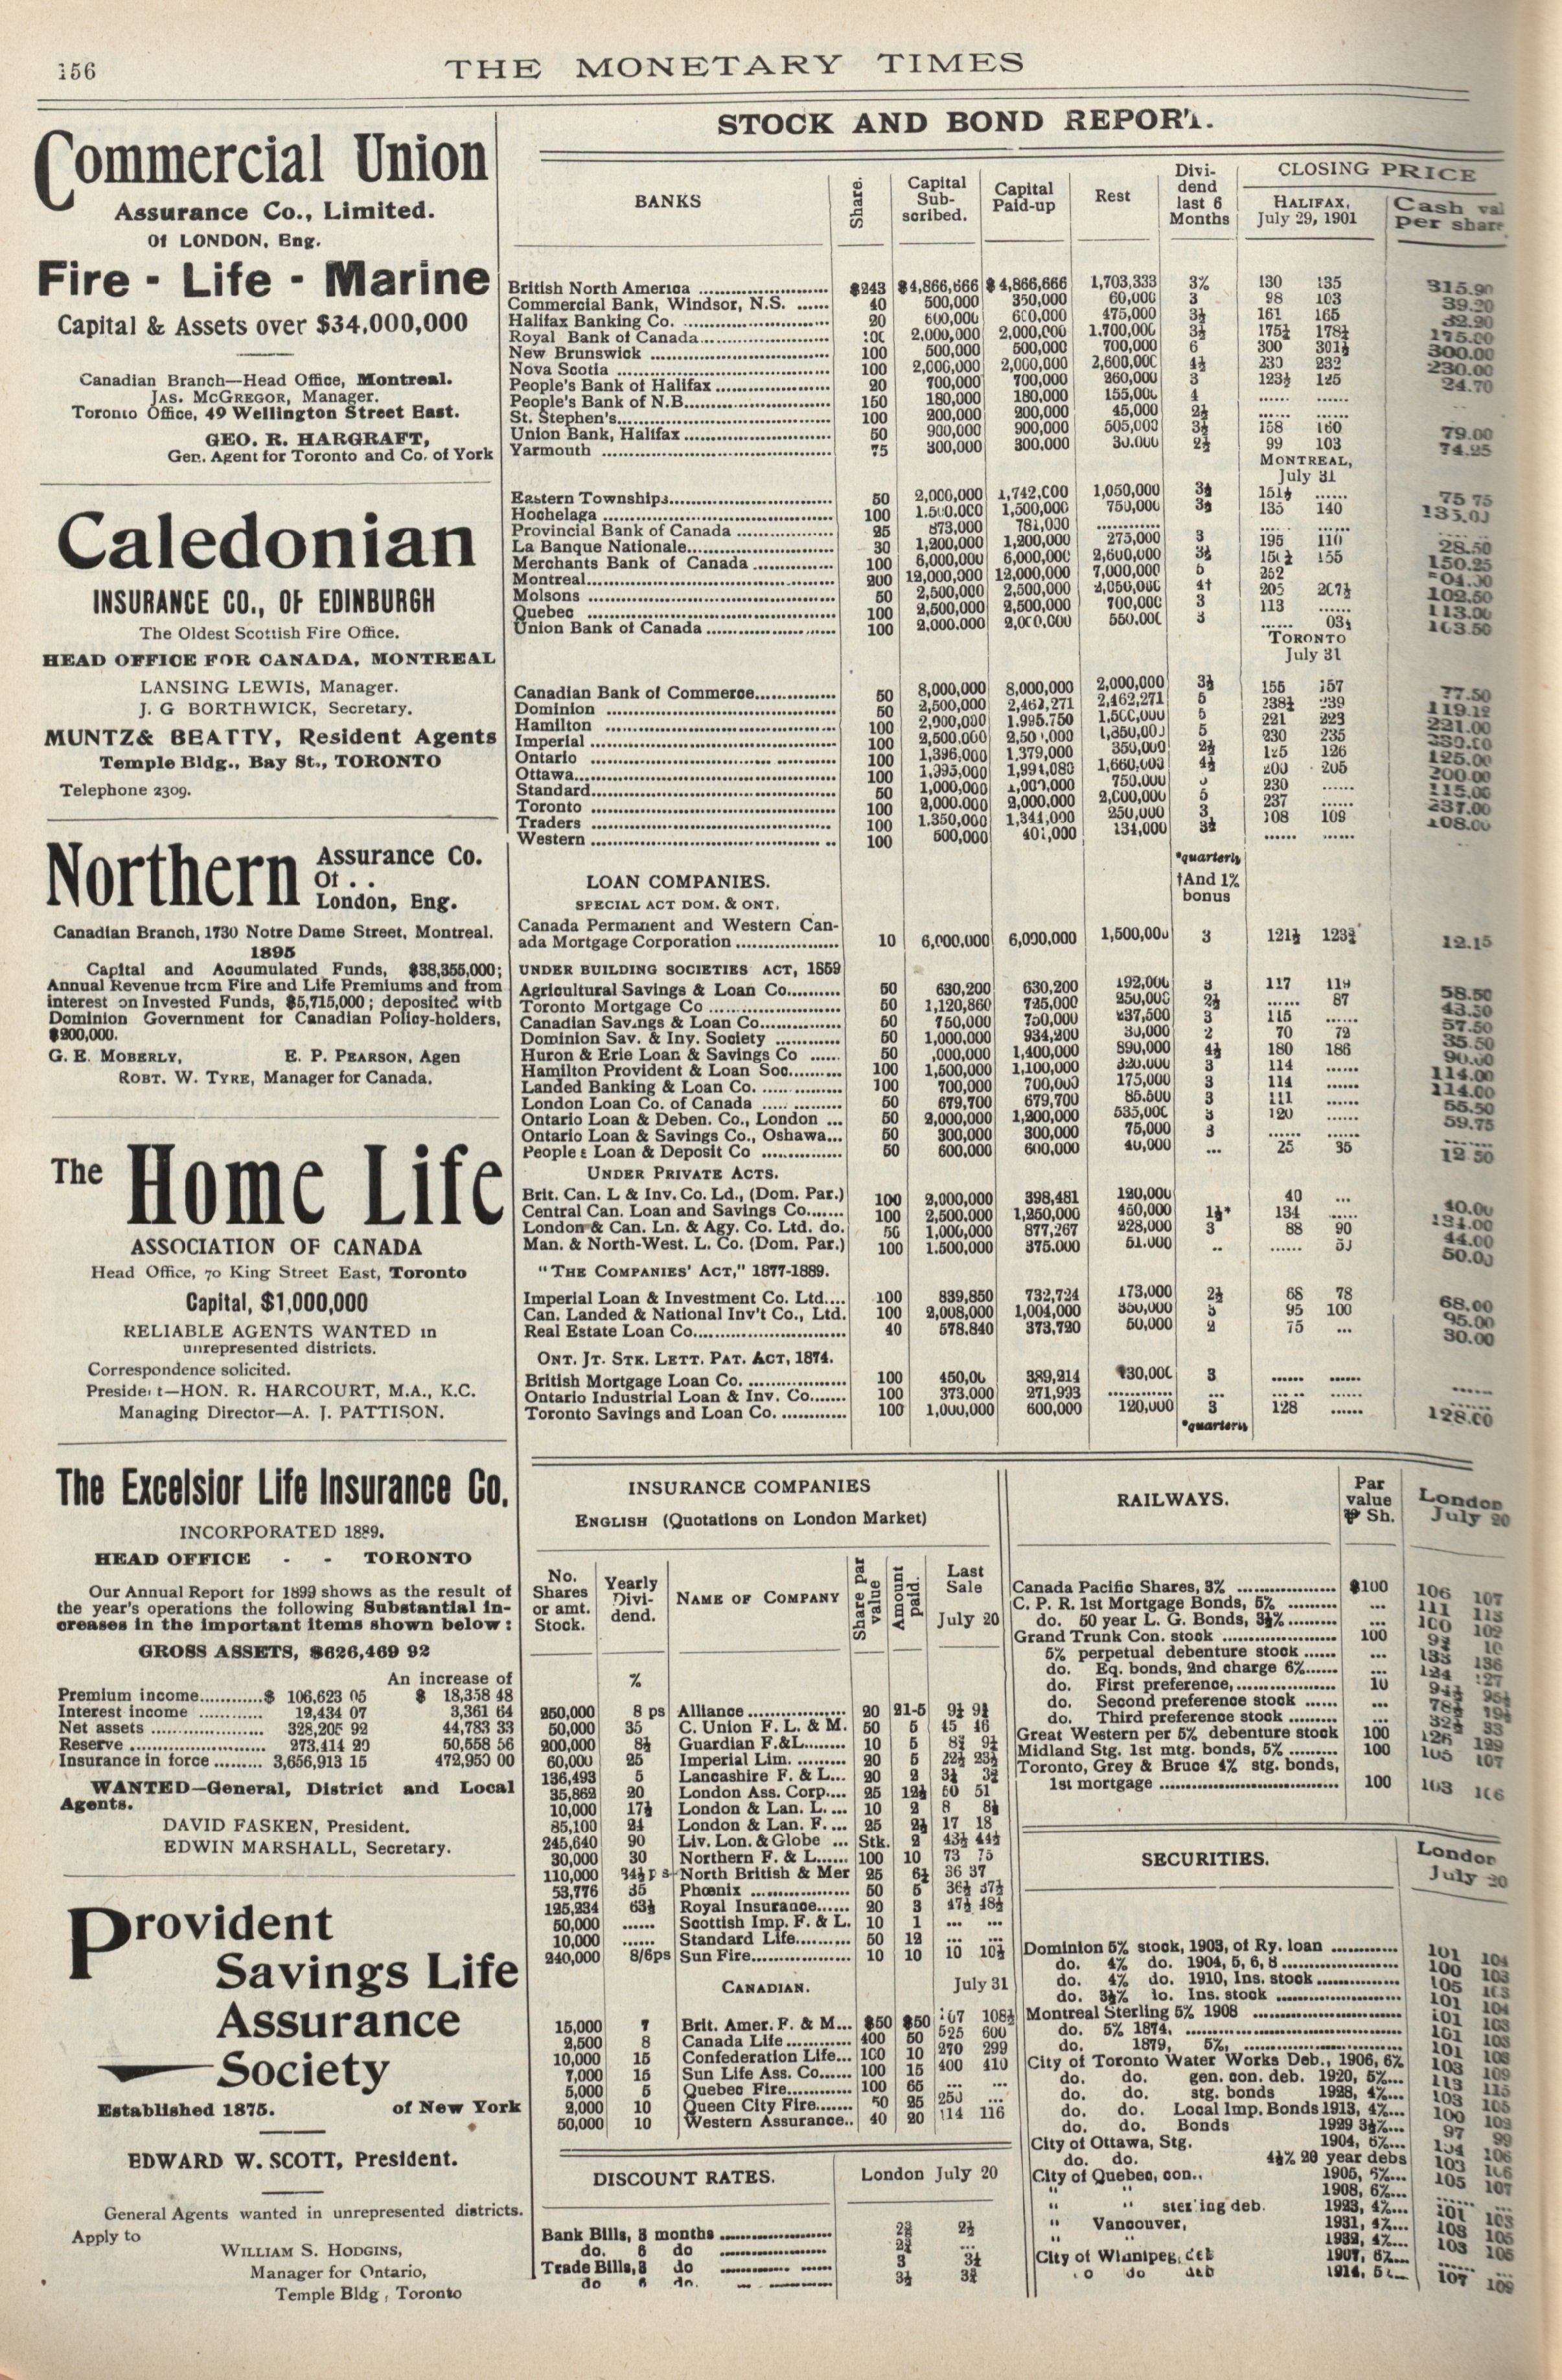 156
THE MONETARY TIMES
Commercial Union
Assurance Co., Limited.
Of LONDON, Eng.
Fire - Life - Marine
Capital & Assets over $34,000,000
Canadian Branch—Head Office, Montreal.
JAS. MCGREGOR, Manager.
Toronto Office, 49 Wellington Street East.
GEO. R. HARGRAFT,
Gen. Agent for Toronto and Co. of York
Caledonian
INSURANCE CO., OF EDINBURGH
The Oldest Scottish Fire Office.
HEAD OFFICE FOR CANADA, MONTREAL
LANSING LEWIS, Manager.
J. G BORTHWICK, Secretary.
MUNTZ& BEATTY, Resident Agents
Temple Bldg., Bay St., TORONTO
Telephone 2309.
Northern Assurance Co.
Of . .
London, Eng.
Canadian Branch, 1730 Notre Dame Street, Montreal.
1895
Capital and Accumulated Funds, $38,355,000;
Annual Revenue from Fire and Life Premiums and from
interest on Invested Funds, $5,715,000; deposited with
Dominion Government for Canadian Policy-holders,
$200,000.
G. E. MOBERLY, E. P. PEARSON, Agen
ROBT. W. TYRE, Manager for Canada.
The Home Life
ASSOCIATION OF CANADA
Head Office, 70 King Street East, Toronto
Capital, $1,000,000
RELIABLE AGENTS WANTED in
unrepresented districts.
Correspondence solicited.
President—HON. R. HARCOURT, M.A., K.C.
Managing Director—A. J. PATTISON.
The Excelsior Life Insurance Co.
INCORPORATED 1889.
HEAD OFFICE - - TORONTO
Our Annual Report for 1899 shows as the result of
the year's operations the following Substantial in-
creases in the important items shown below:
GROSS ASSETS, $626,469 92
An increase of
Premium income............$ 106,623 05 $ 18,358 48
Interest income ............ 12,434 07 3,361 64
Net assets .................... 328,205 92 44,783 33
Reserve ........................ 273,414 20 50,558 56
Insurance in force ......... 3,656,913 15 472,950 00
WANTED—General, District and Local
Agents.
DAVID FASKEN, President.
EDWIN MARSHALL, Secretary.
Provident
Savings Life
Assurance
Society
Established 1875. of New York
EDWARD W. SCOTT, President.
General Agents wanted in unrepresented districts.
Apply to
WILLIAM S. HODGINS,
Manager for Ontario,
Temple Bldg, Toronto
STOCK AND BOND REPORT.
BANKS
Share.
Capital Sub-scribed.
Capital Paid-up
Rest
Divi-dend last 6 Months
CLOSING PRICE
HALIFAX, July 29, 1901
Cash val per share
British North America ........................ $243 $4,866,666 $4,866,666 1,703,333 3% 130 135 315.90
Commercial Bank, Windsor, N.S. ...... 40 500,000 350,000 60,000 3 98 103 39.20
Halifax Banking Co. ........................... 20 600,000 600,000 475,000 3½ 161 165 32.20
Royal Bank of Canada........................ 2,000,000 2,000,000 1.700,000 3½ 175½ 178½ 175.00
New Brunswick ................................. 100 500,000 500,000 700,000 6 300 301½ 300.00
Nova Scotia ....................................... 100 2,000,000 2,000,000 2,600,000 4½ 230 232 230.00
People's Bank of Halifax ..................... 20 700,000 700,000 260,000 3 123½ 125 24.70
People's Bank of N.B........................... 150 180,000 180,000 155,000 4 ...... ......
St. Stephen's....................................... 100 200,000 200,000 45,000 2½ ...... ......
Union Bank, Halifax ........................... 50 900,000 900,000 505,000 3½ 158 160 79.00
Yarmouth .......................................... 75 300,000 300.000 30.000 2½ 99 103 74.25
MONTREAL,
July 31
Eastern Townships.............................. 50 2,000,000 1,742,000 1,050,000 3½ 151½ ...... 75 75
Hochelaga .......................................... 100 1.500.000 1,500,000 750,000 3½ 135 140 135.00
Provincial Bank of Canada .................. 25 873,000 ............ .... ......
La Banque Nationale........................... 30 1,200,000 1,200,000 275,000 3 195 110 28.50
Merchants Bank of Canada ............... 100 6,000,000 6,000,000 2,600,000 3½ 155 150.25
Montreal............................................. 200 12,000,000 12,000,000 7,000,000 5 252
Molsons ............................................. 50 2,500,000 2,500,000 2,050,000 4† 205 207½ 102.50
Quebec ............................................. 100 2,500,000 2,500,000 700,000 3 113 ...... 113.00
Union Bank of Canada ........................ 100 2,000.000 2,000.000 550.000 3 ...... 103.50
TORONTO
July 31
Canadian Bank of Commerce............... 50 8,000,000 8,000,000 2,000,000 3½ 155 157 77.50
Dominion .......................................... 50 2,500,000 2,462,271 2,462,271 5 238½ 239 119.12
Hamilton .......................................... 100 2,000,000 1.995.750 1,500,000 5 221 223 221.00
Imperial ............................................. 100 2,500.000 1,850,000 5 230 235 230.00
Ontario ............................................. 100 1,396.000 1.379,000 350,000 2½ 125 126 125.00
Ottawa................................................ 100 1,995,000 1,660,000 4½ 200 205 200.00
Standard............................................. 50 1,000,000 1,000,000 750,000 230 ...... 115.00
Toronto ............................................. 100 2,000.000 2,000.000 2,000,000 5 237 ...... 237.00
Traders ............................................. 100 1.350,000 1,344,000 250,000 3 108 109 108.00
Western ............................................. 100 500,000 134,000 3½ ...... ......
*quarterly
†And 1% bonus
LOAN COMPANIES.
SPECIAL ACT DOM. & ONT.
Canada Permanent and Western Can-
ada Mortgage Corporation .................. 10 6,000,000 6,000,000 1,500,000 3 121½ 123½ 12.15
UNDER BUILDING SOCIETIES ACT, 1859
Agricultural Savings & Loan Co.......... 50 630,200 630,200 192,000 3 117 119 58.50
Toronto Mortgage Co ........................ 50 1,120,860 725,000 250,000 2½ ...... 87 43.50
Canadian Savings & Loan Co............... 50 750,000 750,000 237,500 3 115 ...... 57.50
Dominion Sav. & Inv. Society ............ 50 1,000,000 934,200 30,000 2 70 72 35.50
Huron & Erie Loan & Savings Co ...... 50 ,000,000 1,400,000 890,000 4½ 180 186 90.00
Hamilton Provident & Loan Soc.......... 100 1,500,000 1,100,000 320.000 3 114 ...... 114.00
Landed Banking & Loan Co. .............. 100 700,000 700,000 175,000 3 114 ...... 114.00
London Loan Co. of Canada .............. 50 679,700 679,700 85.500 3 111 ...... 55.50
Ontario Loan & Deben. Co., London ... 50 2,000,000 1,200,000 535,000 3 120 ...... 59.75
Ontario Loan & Savings Co., Oshawa... 50 300,000 300,000 75,000 3 ...... ...... ......
People's Loan & Deposit Co ............... 50 600,000 600,000 40,000 ... 25 35 12 50
UNDER PRIVATE ACTS.
Brit. Can. L & Inv. Co. Ld., (Dom. Par.) 100 2,000,000 398,481 120,000 40 ... 40.00
Central Can. Loan and Savings Co....... 100 2,500,000 1,250,000 450,000 1½* 134 ...... 134.00
London & Can. Ln. & Agy. Co. Ltd. do. 50 1,000,000 877,267 228,000 3 88 90 44.00
Man. & North-West. L. Co. (Dom. Par.) 100 1.500,000 375.000 51.000 .. ...... 50.00
"THE COMPANIES' ACT," 1877-1889.
Imperial Loan & Investment Co. Ltd.... 100 839,850 732,724 173,000 2½ 68 78 68.00
Can. Landed & National Inv't Co., Ltd. 100 2,008,000 1,004,000 350,000 3 95 100 95.00
Real Estate Loan Co........................... 40 578,840 373,720 50,000 2 75 ... 30.00
ONT. JT. STK. LETT. PAT. ACT, 1874.
British Mortgage Loan Co. .................. 100 389,214 130,000 3 ...... ......
Ontario Industrial Loan & Inv. Co....... 100 373,000 271,993 ............ ... ...... ...... ......
Toronto Savings and Loan Co. ............ 100 1,000,000 600,000 120,000 3 128 ...... 128.00
*quarterly
INSURANCE COMPANIES
ENGLISH (Quotations on London Market)
No. Shares or amt. Stock.
Yearly Divi-dend.
NAME OF COMPANY
Share par value
Amount paid.
Last Sale July 20
%
250,000 8 ps Alliance .................. 20 21-5 9¼ 9½
50,000 35 C. Union F. L. & M. 50 5 45 46
200,000 8½ Guardian F.&L........ 10 5
60,000 25 Imperial Lim. ......... 20 5 22½ 23½
136,493 5 Lancashire F. & L... 20 2
35,862 20 London Ass. Corp.... 25 12½ 50 51
10,000 17½ London & Lan. L. ... 10 2 8 8½
85,100 24 London & Lan. F. ... 25 2½ 17 18
245,640 90 Liv. Lon. & Globe ... Stk. 2 43½ 44½
30,000 30 Northern F. & L...... 100 10 73 75
110,000 North British & Mer 25 6¼ 36 37
53,776 35 Phœnix .................. 50 5 36½ 37½
125,234 63½ Royal Insurance...... 20 3 47½ 48½
50,000 ...... Scottish Imp. F. & L. 10 1 ... ...
10,000 ...... Standard Life.......... 50 12 ... ...
240,000 8/6ps Sun Fire................... 10 10 10 10½
CANADIAN.
July 31
15,000 7 Brit. Amer. F. & M... $50 $50 108½
2,500 8 Canada Life ............ 400 50 525 600
10,000 15 Confederation Life... 100 10 270 299
7,000 15 Sun Life Ass. Co...... 100 15 400 410
5,000 5 Quebec Fire............ 100 65 ... ...
2,000 10 Queen City Fire....... 50 25 250 ...
50,000 10 Western Assurance.. 40 20 114 116
DISCOUNT RATES. London July 20
Bank Bills, 3 months .....................
do. 6 do .....................
Trade Bills, 3 do ..................... 3
do 6 do. .....................
RAILWAYS.
Par value ₩ Sh.
London July 20
Canada Pacific Shares, 3% .................. $100 106 107
C. P. R. 1st Mortgage Bonds, 5% ......... ... 111 113
do. 50 year L. G. Bonds, 3½% ......... ... 100 102
Grand Trunk Con. stock ..................... 100
5% perpetual debenture stock ...... ... 133 136
do. Eq. bonds, 2nd charge 6%...... ... 124 127
do. First preference,.................. 10
do. Second preference stock ...... ...
do. Third preference stock .........
Great Western per 5% debenture stock 100 126 129
Midland Stg. 1st mtg. bonds, 5% ......... 100 105 107
Toronto, Grey & Bruce 4% stg. bonds,
1st mortgage .............................. 100 103 106
SECURITIES.
London July 20
Dominion 5% stock, 1903, of Ry. loan ............ 101 104
do. 4% do. 1904, 5, 6, 8 ..................... 100 103
do. 4% do. 1910, Ins. stock ............... 105
do. 3½% do. Ins. stock ..................... 101 104
Montreal Sterling 5% 1908 ........................... 101 103
do. 5% 1874, ....................................... 101 103
do. 1879, 5%, .............................. 101
City of Toronto Water Works Deb., 1906, 6% 103 109
do. do. gen. con. deb. 1920, 5%... 113 115
do. do. stg. bonds 1928, 4%... 103 105
do. do. Local Imp. Bonds 1913, 4%... 100 102
do. do. Bonds 1929 3½%... 97 99
City of Ottawa, Stg. 1904, 6%... 104 106
do. do. 4½% 20 year debs 103 106
City of Quebec, con., 1905, 6%... 105 107
" " 1908, 6%... ...... ...
" " sterling deb. 1923, 4%... 101 103
" Vancouver, 1931, 4%... 103 105
" " 1932, 4%... 103 105
City of Winnipeg, deb 1907, 6%...
do do deb 1914, 5%... 107 109